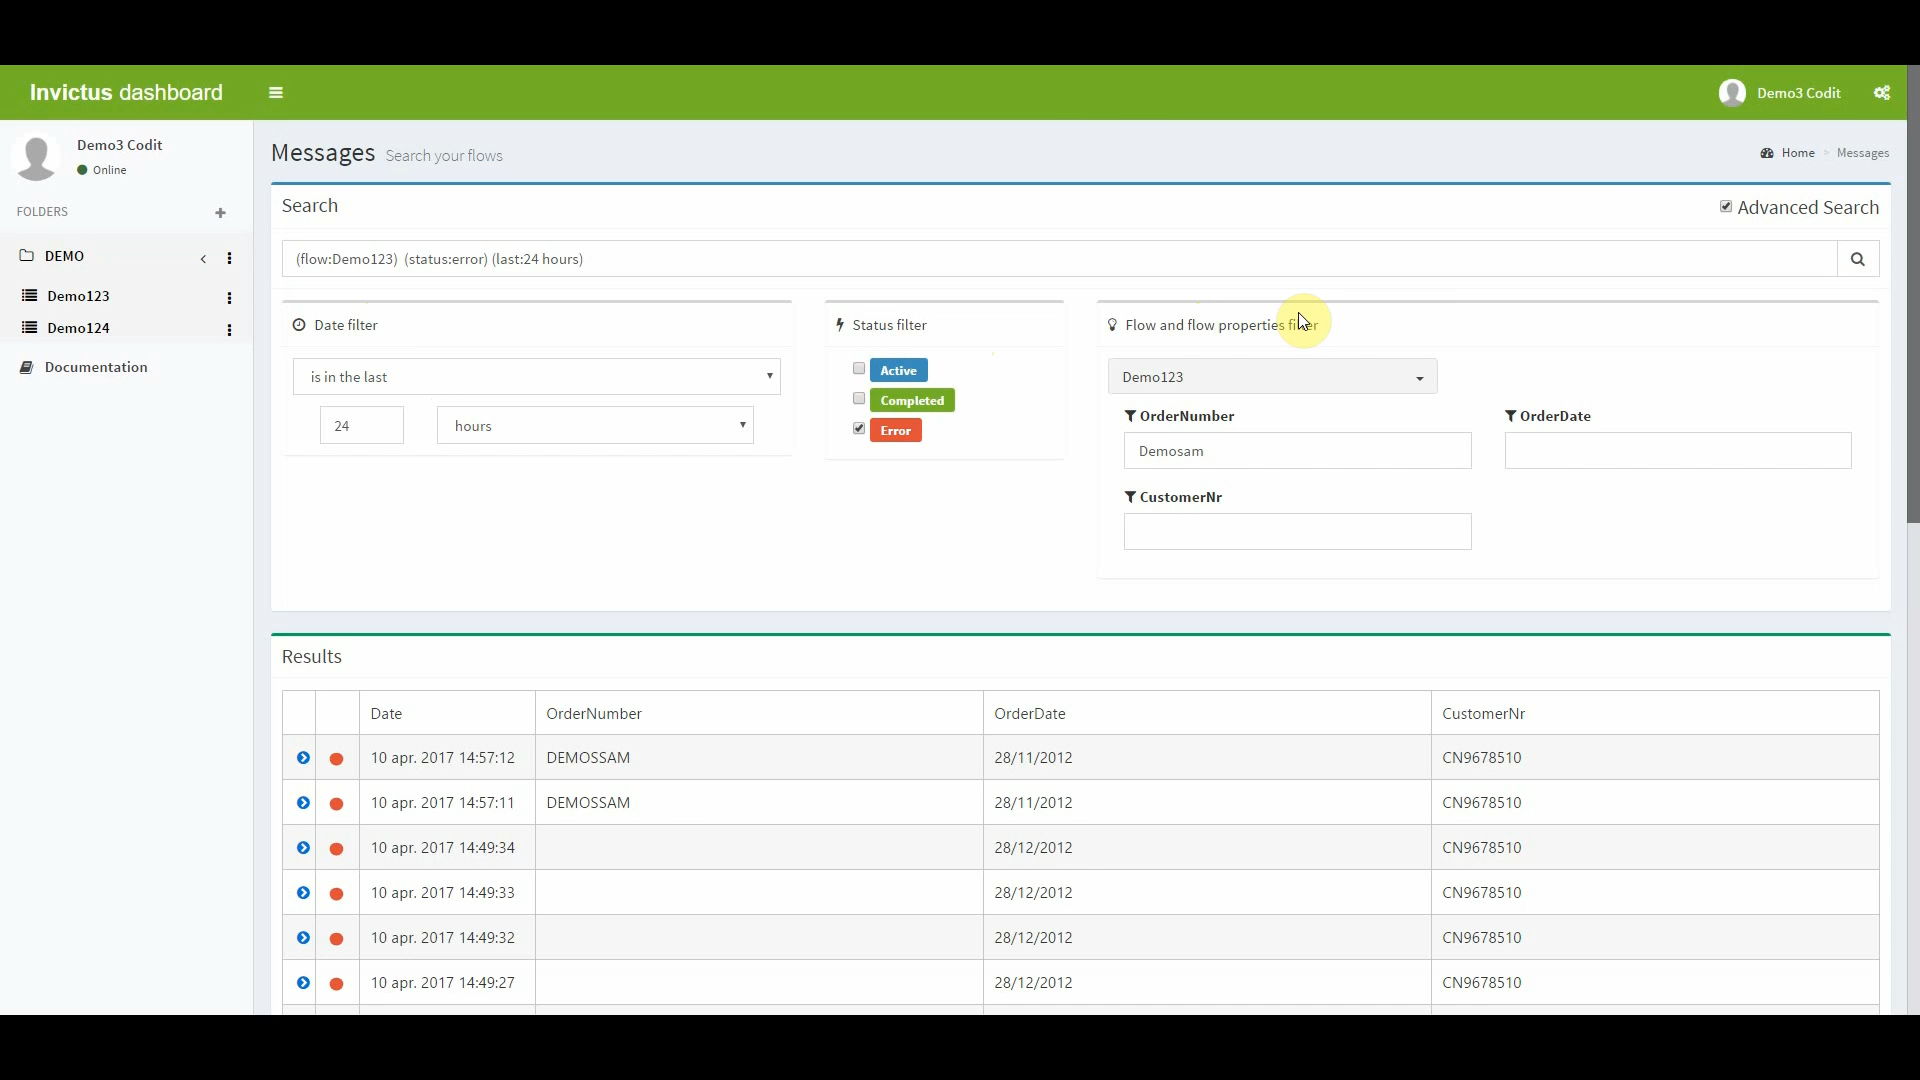 Invictus dashboard
Demo3 Codit
Demo3 Codit
Online
FOLDERS
DEMO
Demo123
Demo124
Documentation
Messages Search your flows
Home > Messages
Search
Advanced Search
(flow:Demo123) (status:error) (last:24 hours)
Date filter
is in the last
24 hours
Status filter
Active
Completed
Error
Flow and flow properties filter
Demo123
OrderNumber OrderDate
Demosam
CustomerNr
Results
Date OrderNumber OrderDate CustomerNr
10 apr. 2017 14:57:12 DEMOSSAM 28/11/2012 CN9678510
10 apr. 2017 14:57:11 DEMOSSAM 28/11/2012 CN9678510
10 apr. 2017 14:49:34 28/12/2012 CN9678510
10 apr. 2017 14:49:33 28/12/2012 CN9678510
10 apr. 2017 14:49:32 28/12/2012 CN9678510
10 apr. 2017 14:49:27 28/12/2012 CN9678510